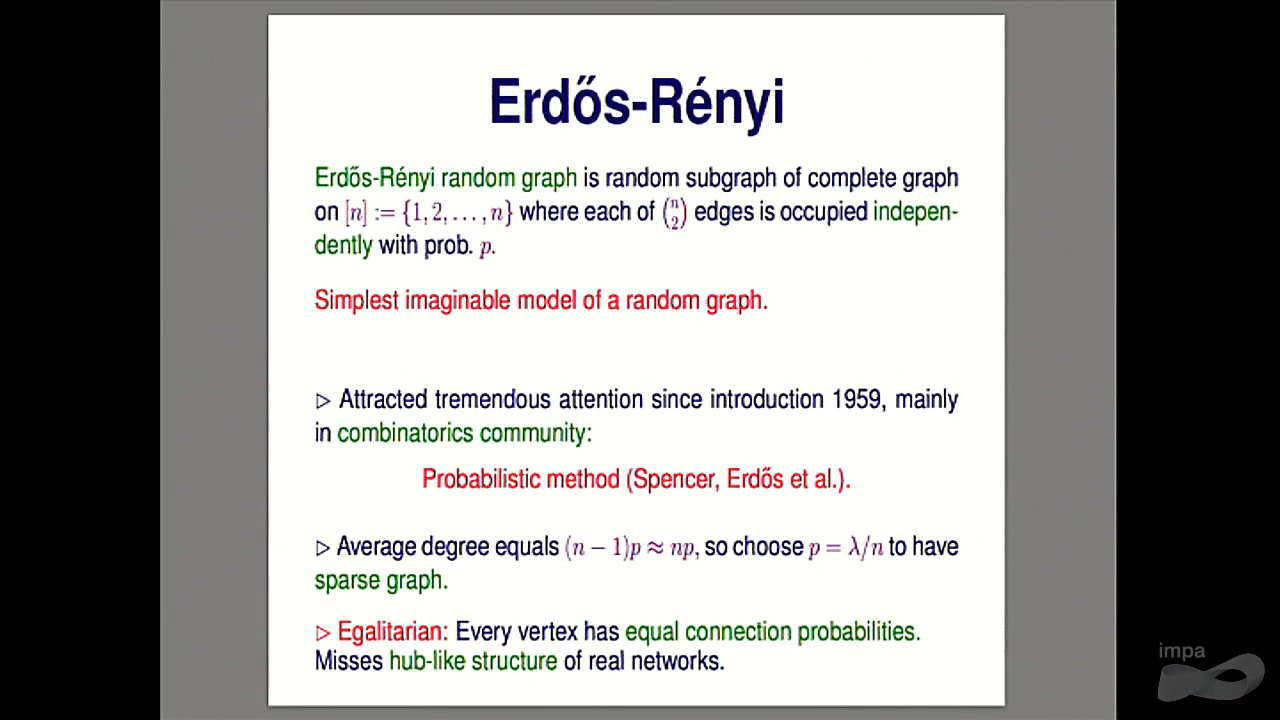 Erdős-Rényi
Erdős-Rényi random graph is random subgraph of complete graph
on [n] := {1, 2, . . . , n} where each of (n 2) edges is occupied indepen-
dently with prob. p.
Simplest imaginable model of a random graph.
▷ Attracted tremendous attention since introduction 1959, mainly
in combinatorics community:
Probabilistic method (Spencer, Erdős et al.).
▷ Average degree equals (n − 1)p ≈ np, so choose p = λ/n to have
sparse graph.
▷ Egalitarian: Every vertex has equal connection probabilities.
Misses hub-like structure of real networks.
impa